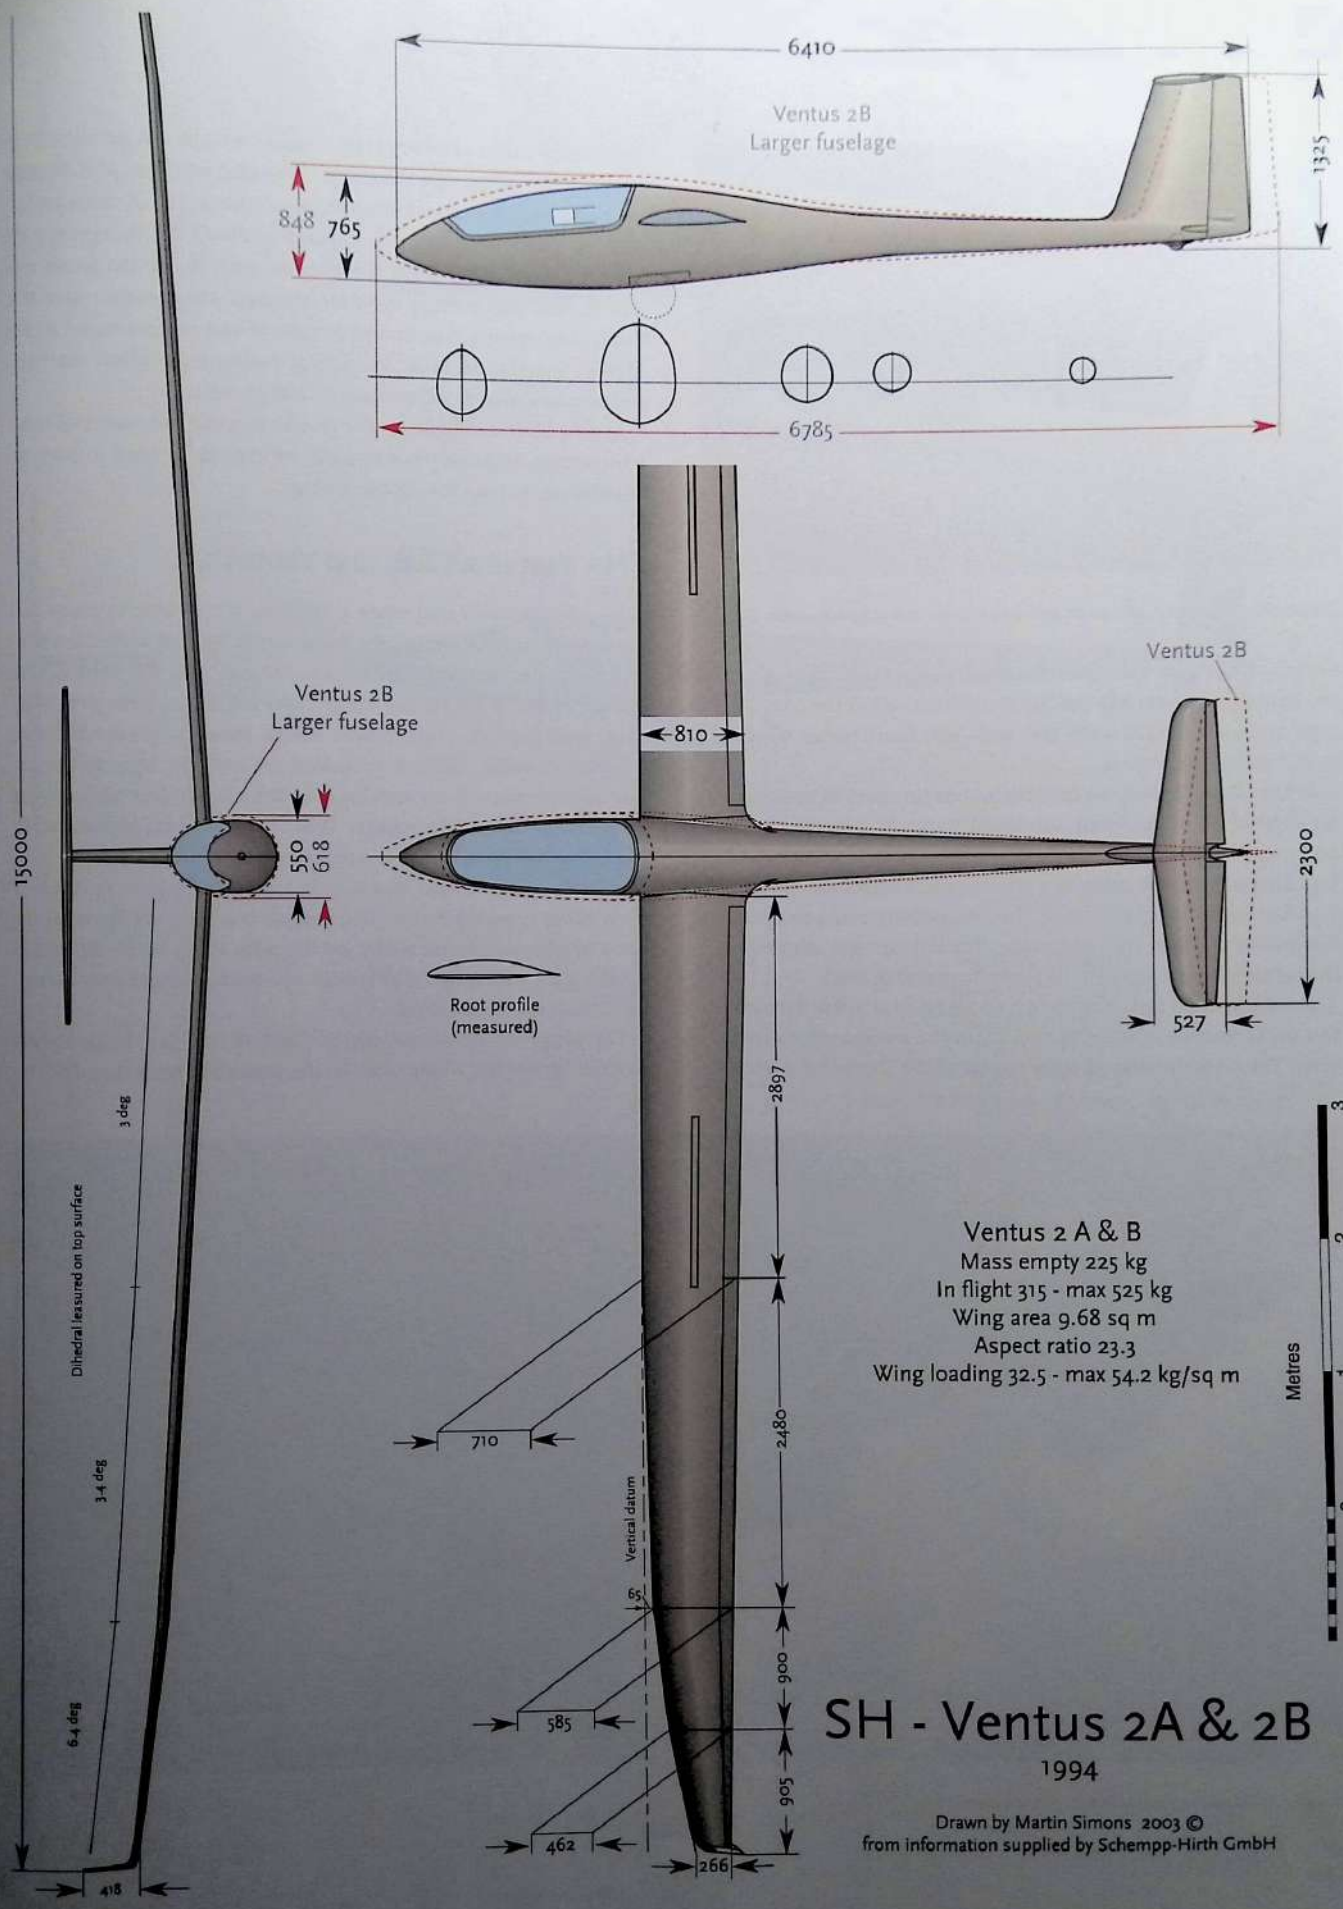 6410
Ventus 2B
Larger fuselage
1325
848
765
6785
Ventus 2B
810
Ventus 2B
Larger fuselage
15000
550
618
2300
Root profile
(measured)
527
2897
3 deg
Dihedral leasured on top surface
Ventus 2 A & B
Mass empty 225 kg
In flight 315 - max 525 kg
Wing area 9.68 sq m
Aspect ratio 23.3
Wing loading 32.5 - max 54.2 kg/sq m
3
2
1
Metres
710
2480
3.4 deg
Vertical datum
65
900
6.4 deg
585
SH - Ventus 2A & 2B
1994
905
462
266
418
Drawn by Martin Simons 2003 ©
from information supplied by Schempp-Hirth GmbH